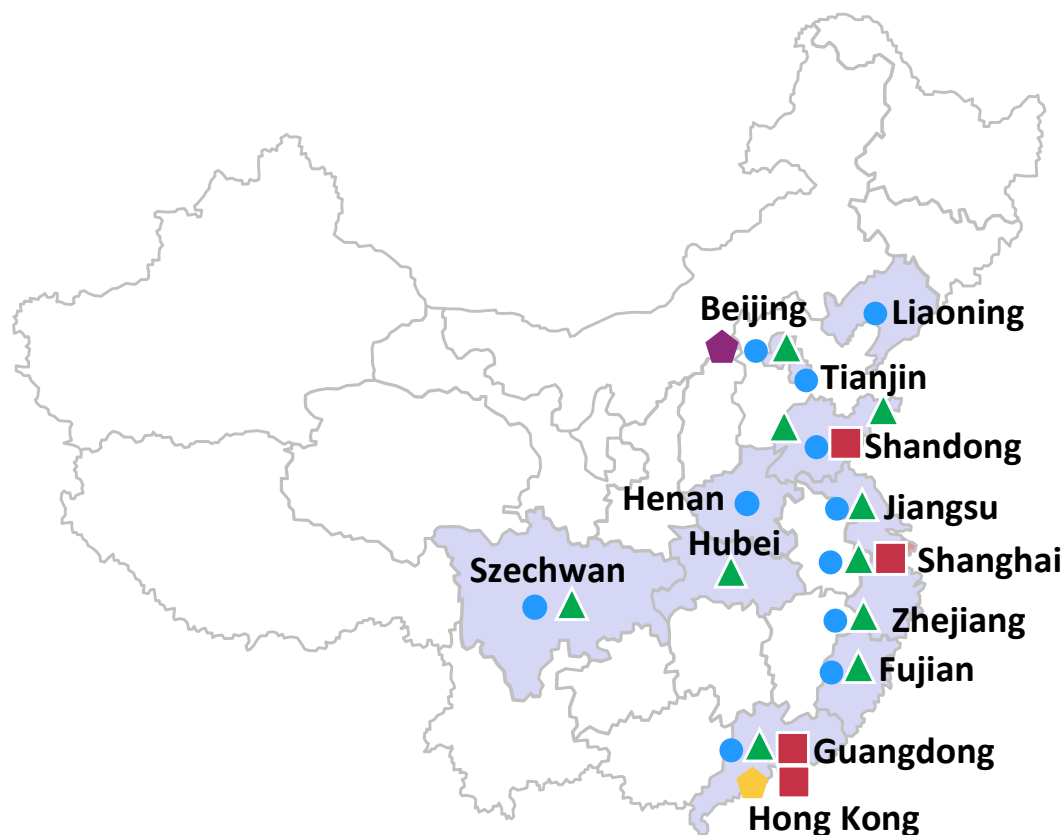 Beijing
Liaoning
Tianjin
Shandong
Henan
Jiangsu
Hubei
Shanghai
Szechwan
Zhejiang
Fujian
Guangdong
Hong Kong